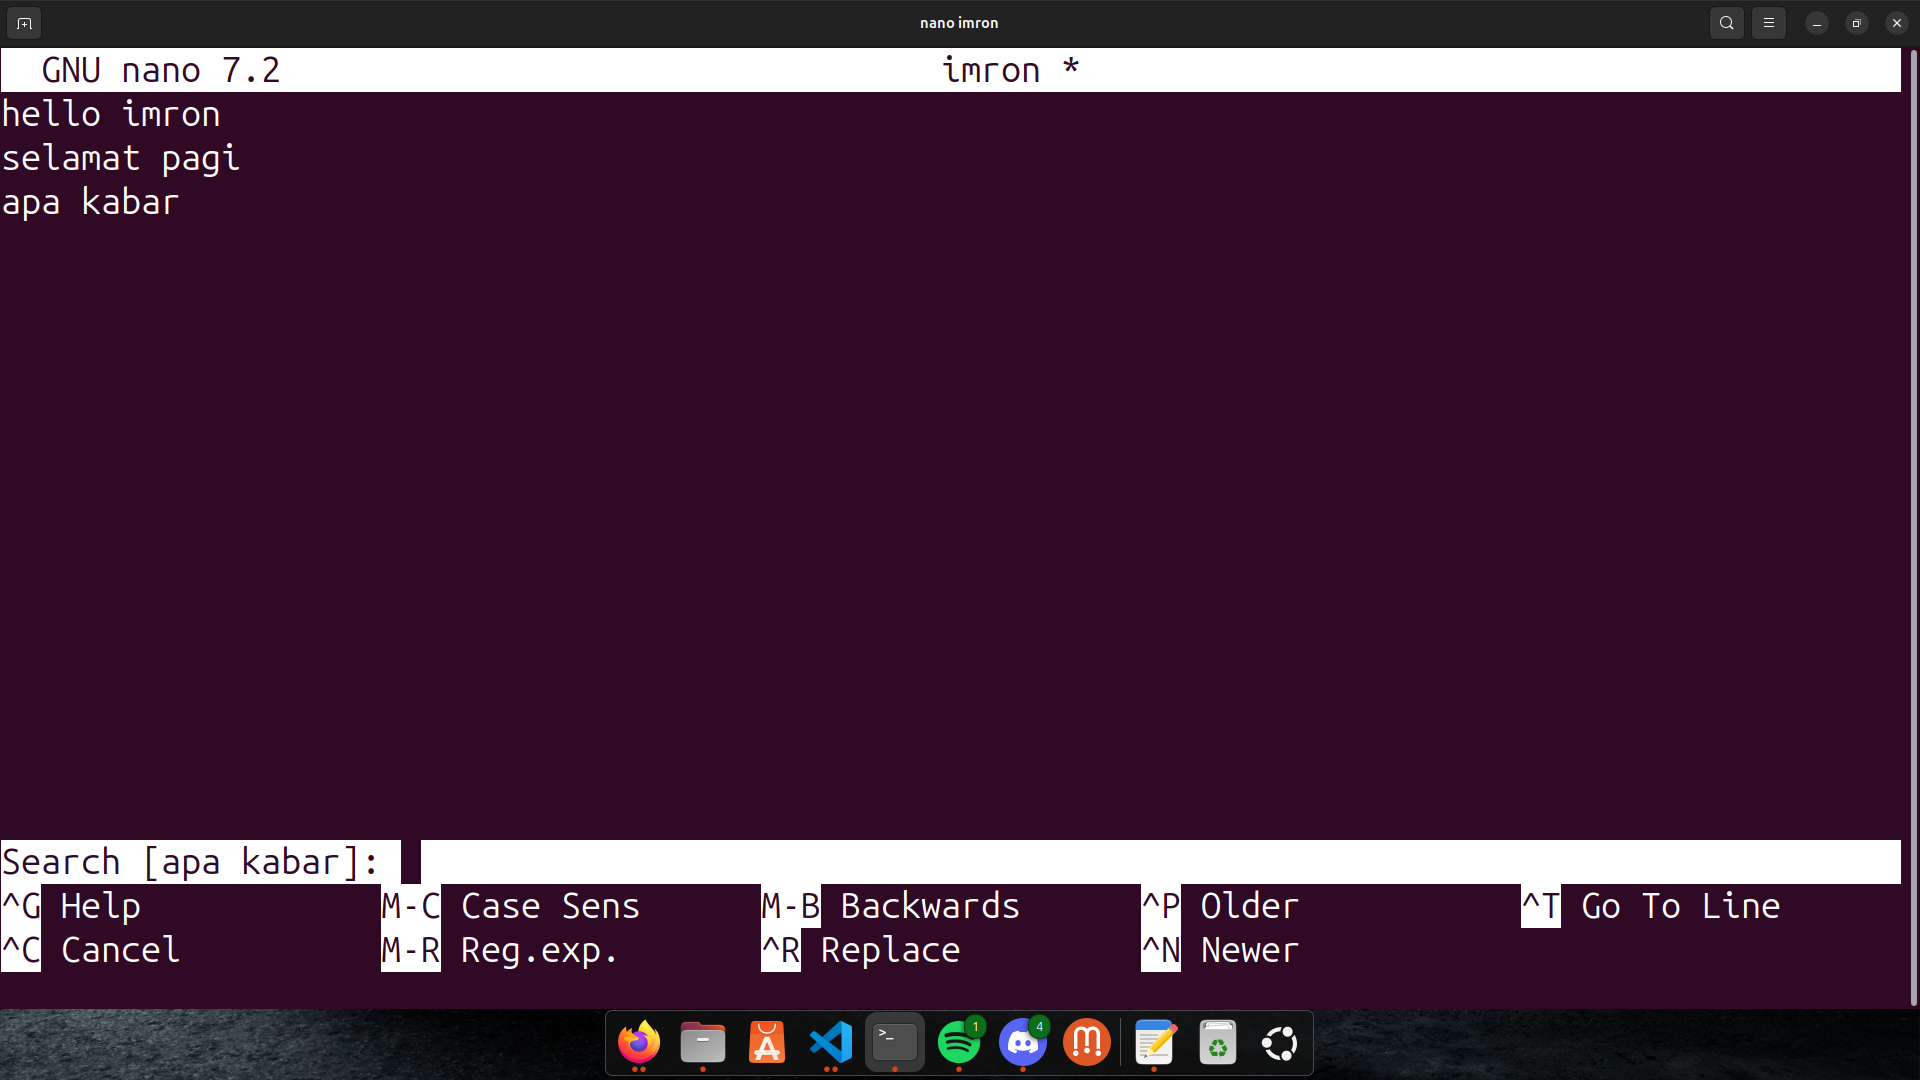 nano imron
GNU nano 7.2 imron *
hello imron
selamat pagi
apa kabar
Search [apa kabar]:
^G Help M-C Case Sens M-B Backwards ^P Older ^T Go To Line
^C Cancel M-R Reg.exp. ^R Replace ^N Newer
>_ 1 4